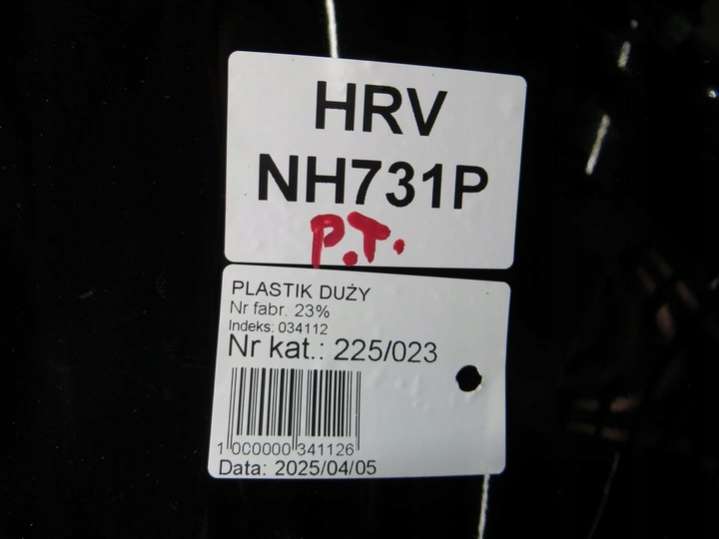 HRV
NH731P
P.T.
PLASTIK DUŻY
Nr fabr. 23%
Indeks: 034112
Nr kat.: 225/023
1 000000 341126
Data: 2025/04/05